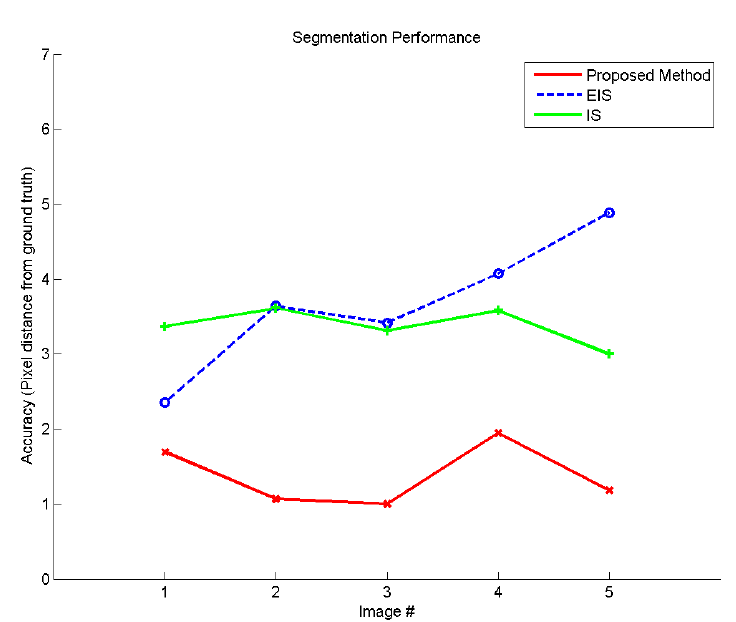 Segmentation Performance
7
6
5
4
3
2
1
0
Accuracy (Pixel distance from ground truth)
Proposed Method
EIS
IS
1 2 3 4 5
Image #